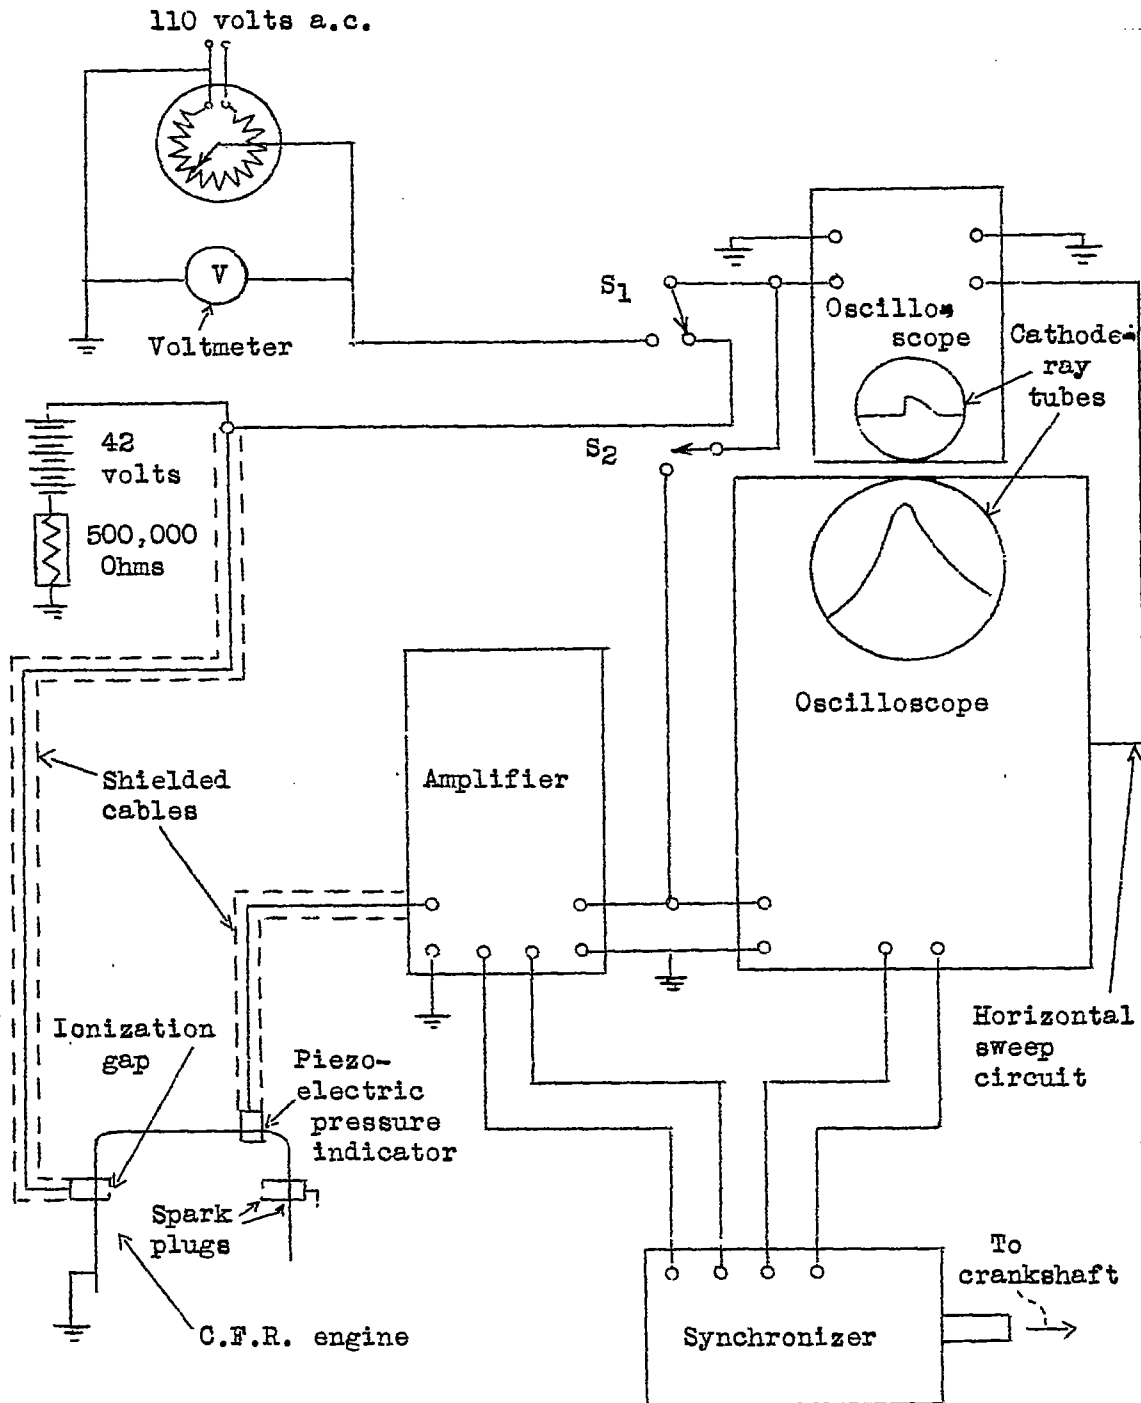 110 volts a.c.
V
Voltmeter
S1
Oscillo-
scope
Cathode-
ray
tubes
42
volts
S2
500,000
Ohms
Oscilloscope
Shielded
cables
Amplifier
Ionization
gap
Piezo-
electric
pressure
indicator
Horizontal
sweep
circuit
Spark
plugs
To
crankshaft
C.F.R. engine
Synchronizer